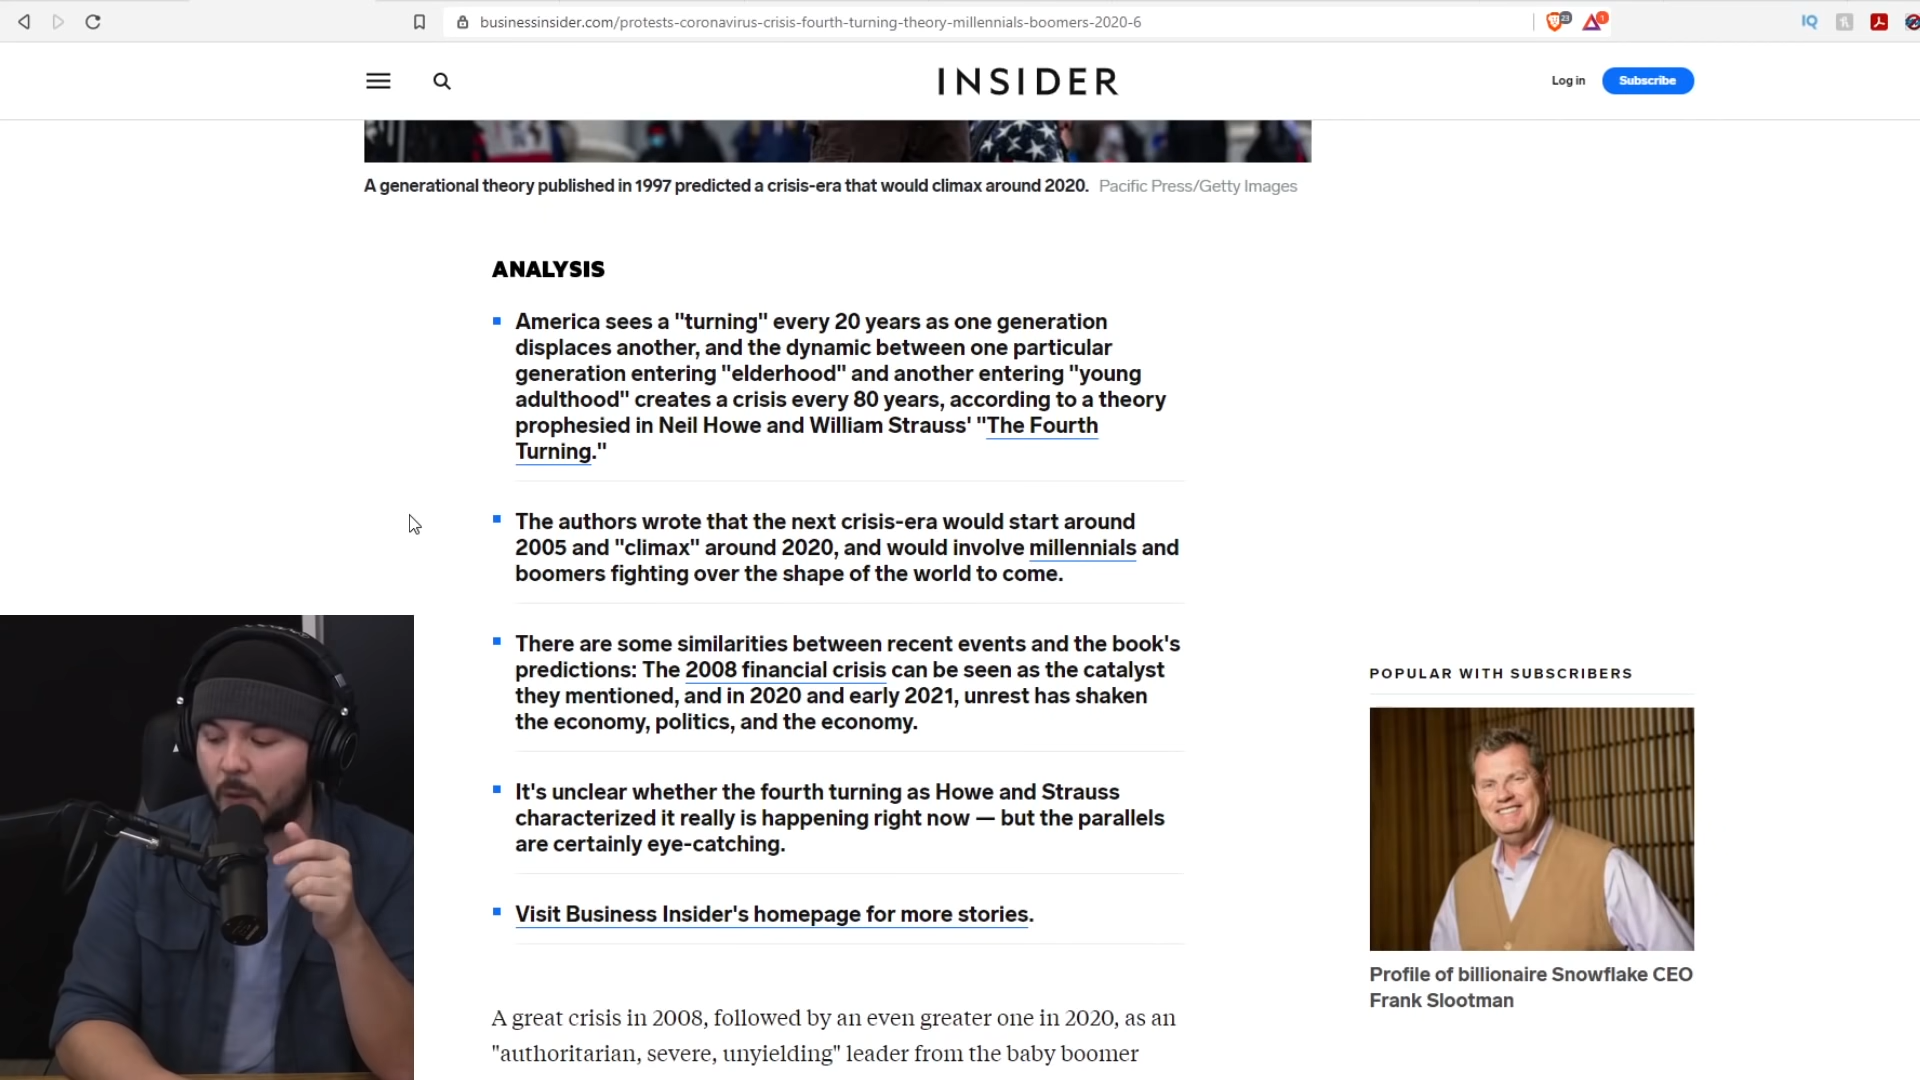 businessinsider.com/protests-coronavirus-crisis-fourth-turning-theory-millennials-boomers-2020-6
23
1
IQ
INSIDER
Log in
Subscribe
A generational theory published in 1997 predicted a crisis-era that would climax around 2020. Pacific Press/Getty Images
ANALYSIS
America sees a "turning" every 20 years as one generation
displaces another, and the dynamic between one particular
generation entering "elderhood" and another entering "young
adulthood" creates a crisis every 80 years, according to a theory
prophesied in Neil Howe and William Strauss' "The Fourth
Turning."
The authors wrote that the next crisis-era would start around
2005 and "climax" around 2020, and would involve millennials and
boomers fighting over the shape of the world to come.
There are some similarities between recent events and the book's
predictions: The 2008 financial crisis can be seen as the catalyst
they mentioned, and in 2020 and early 2021, unrest has shaken
the economy, politics, and the economy.
It's unclear whether the fourth turning as Howe and Strauss
characterized it really is happening right now — but the parallels
are certainly eye-catching.
Visit Business Insider's homepage for more stories.
A great crisis in 2008, followed by an even greater one in 2020, as an
"authoritarian, severe, unyielding" leader from the baby boomer
POPULAR WITH SUBSCRIBERS
Profile of billionaire Snowflake CEO
Frank Slootman